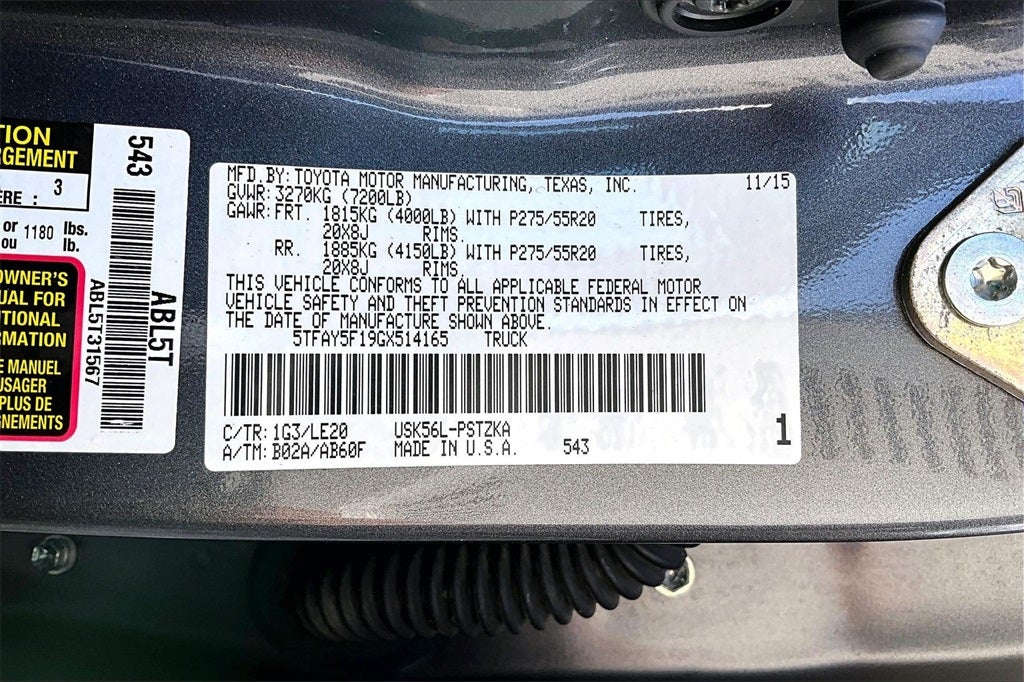 TION
RGEMENT
ÈRE : 3
or 1180 lbs.
ou lb.
OWNER'S
UAL FOR
ITIONAL
RMATION
E MANUEL
USAGER
PLUS DE
GNEMENTS
543
ABL5T31567
ABL5T
MFD.BY:TOYOTA MOTOR MANUFACTURING, TEXAS, INC. 11/15
GVWR:3270KG (7200LB)
GAWR:FRT. 1815KG (4000LB) WITH P275/55R20 TIRES,
20X8J RIMS
RR. 1885KG (4150LB) WITH P275/55R20 TIRES,
20X8J RIMS
THIS VEHICLE CONFORMS TO ALL APPLICABLE FEDERAL MOTOR
VEHICLE SAFETY AND THEFT PREVENTION STANDARDS IN EFFECT ON
THE DATE OF MANUFACTURE SHOWN ABOVE.
5TFAY5F19GX514165 TRUCK
C/TR:1G3/LE20 USK56L-PSTZKA
A/TM:B02A/AB60F MADE IN U.S.A. 543
1